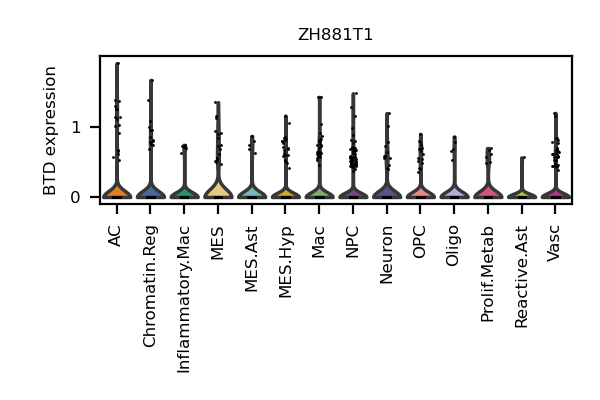 ZH881T1
BTD expression
1
0
AC
Chromatin.Reg
Inflammatory.Mac
MES
MES.Ast
MES.Hyp
Mac
NPC
Neuron
OPC
Oligo
Prolif.Metab
Reactive.Ast
Vasc